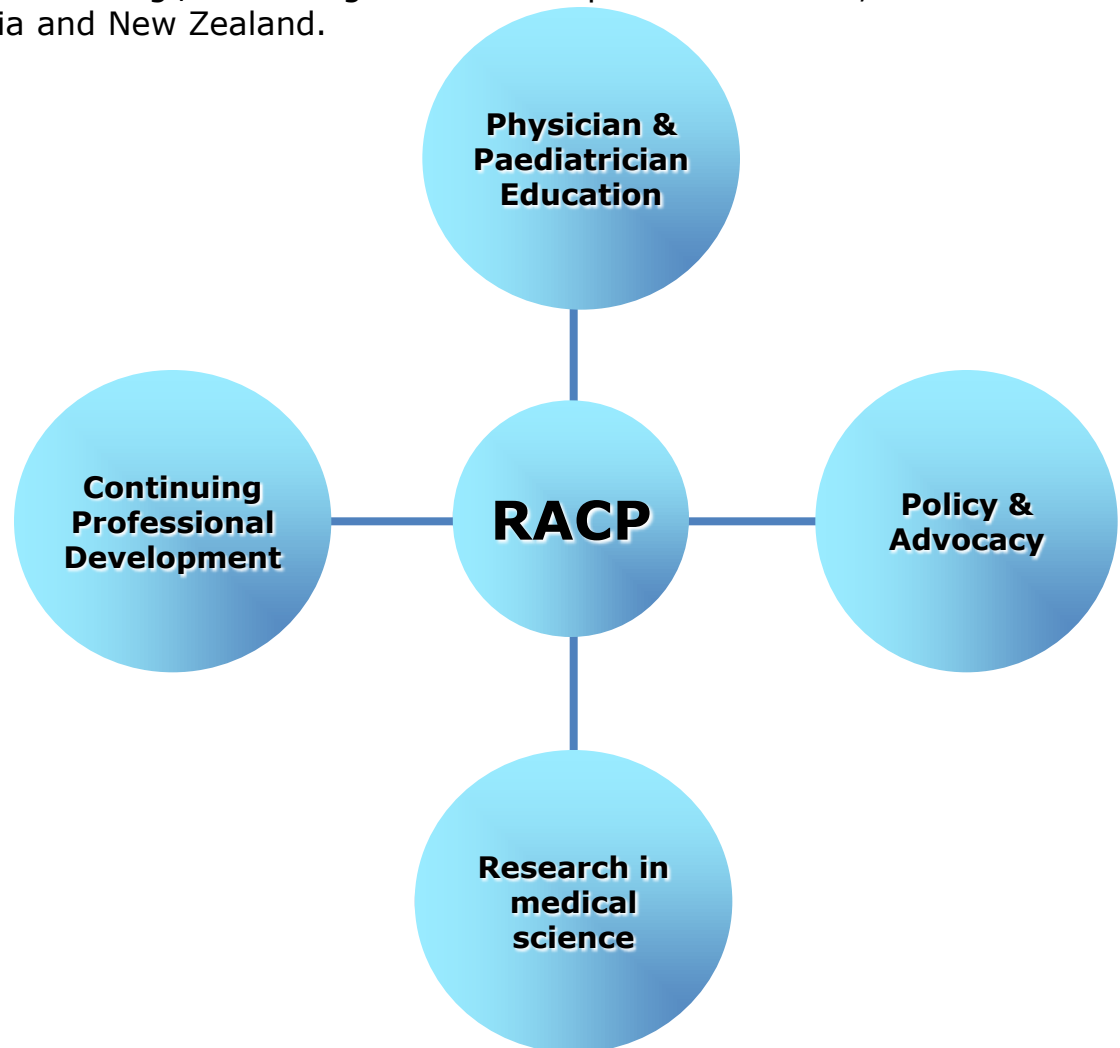 ia and New Zealand.
Physician &
Paediatrician
Education
Continuing
Professional
Development
RACP
Policy &
Advocacy
Research in
medical
science